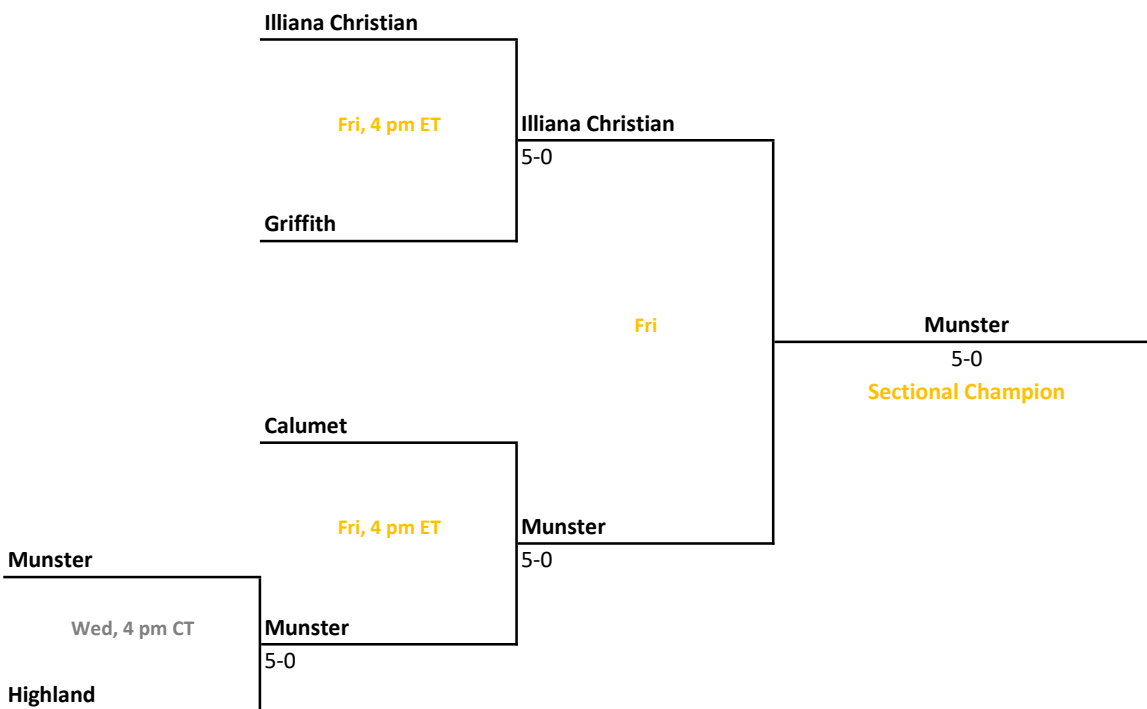 Illiana Christian
Fri, 4 pm ET
Illiana Christian
5-0
Griffith
Fri
Munster
5-0
Sectional Champion
Calumet
Fri, 4 pm ET
Munster
5-0
Munster
Wed, 4 pm CT
Munster
5-0
Highland